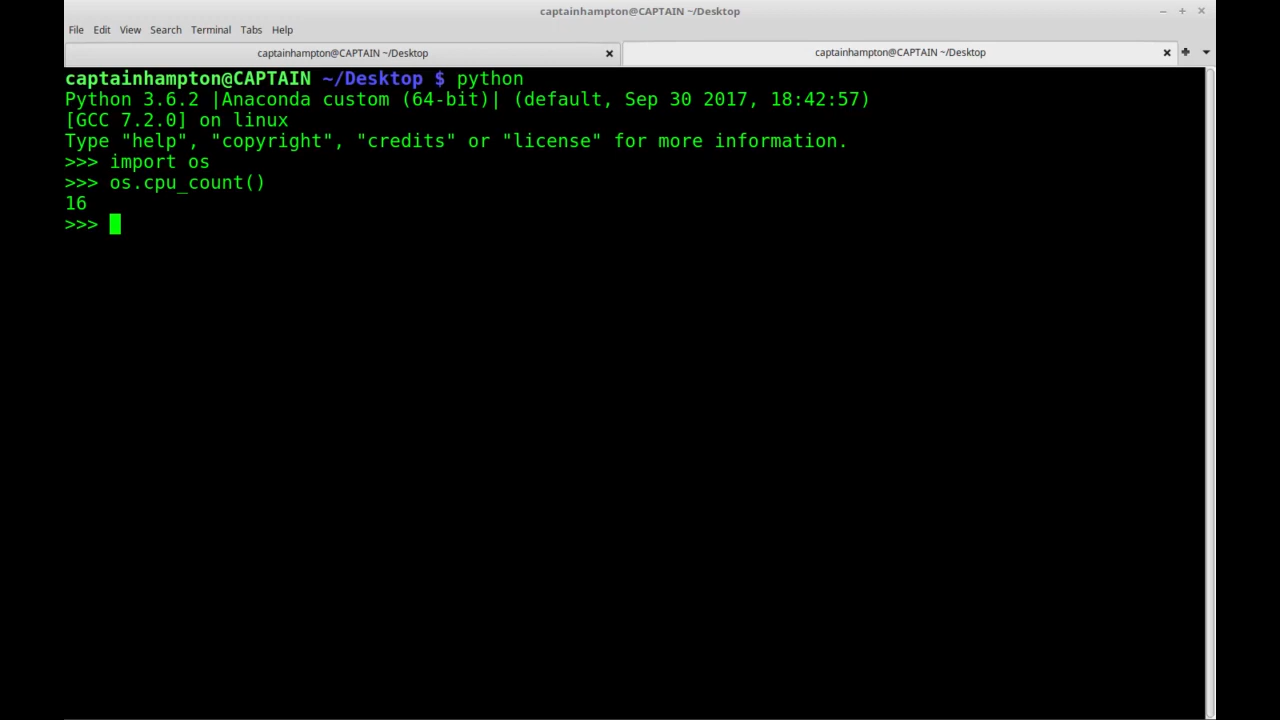 captainhampton@CAPTAIN ~/Desktop
File Edit View Search Terminal Tabs Help
captainhampton@CAPTAIN ~/Desktop captainhampton@CAPTAIN ~/Desktop
captainhampton@CAPTAIN ~/Desktop $ python
Python 3.6.2 |Anaconda custom (64-bit)| (default, Sep 30 2017, 18:42:57)
[GCC 7.2.0] on linux
Type "help", "copyright", "credits" or "license" for more information.
>>> import os
>>> os.cpu_count()
16
>>>